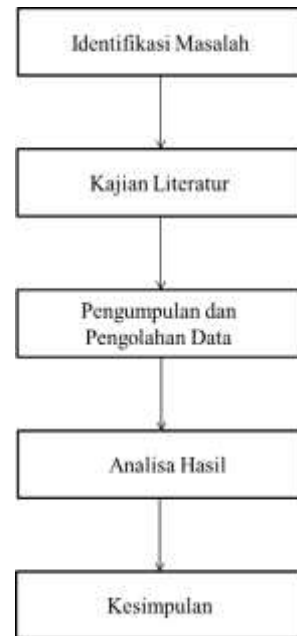 Identifikasi Masalah
Kajian Literatur
Pengumpulan dan
Pengolahan Data
Analisa Hasil
Kesimpulan